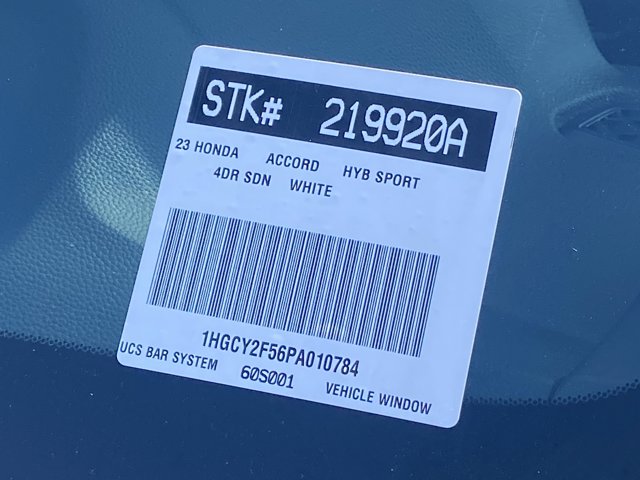 STK# 219920A
23 HONDA ACCORD HYB SPORT
4DR SDN WHITE
1HGCY2F56PA010784
UCS BAR SYSTEM 60S001 VEHICLE WINDOW